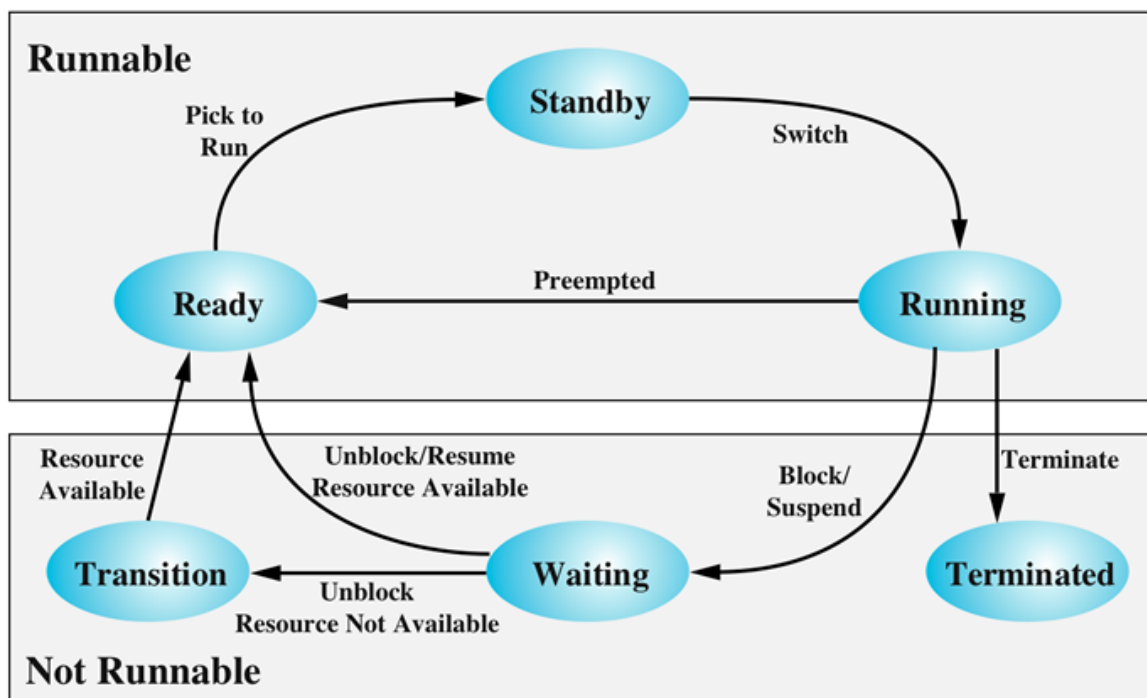 Runnable
Standby
Pick to
Run
Switch
Preempted
Ready
Running
Resource
Available
Unblock/Resume
Resource Available
Block/
Suspend
Terminate
Transition
Waiting
Terminated
Unblock
Resource Not Available
Not Runnable